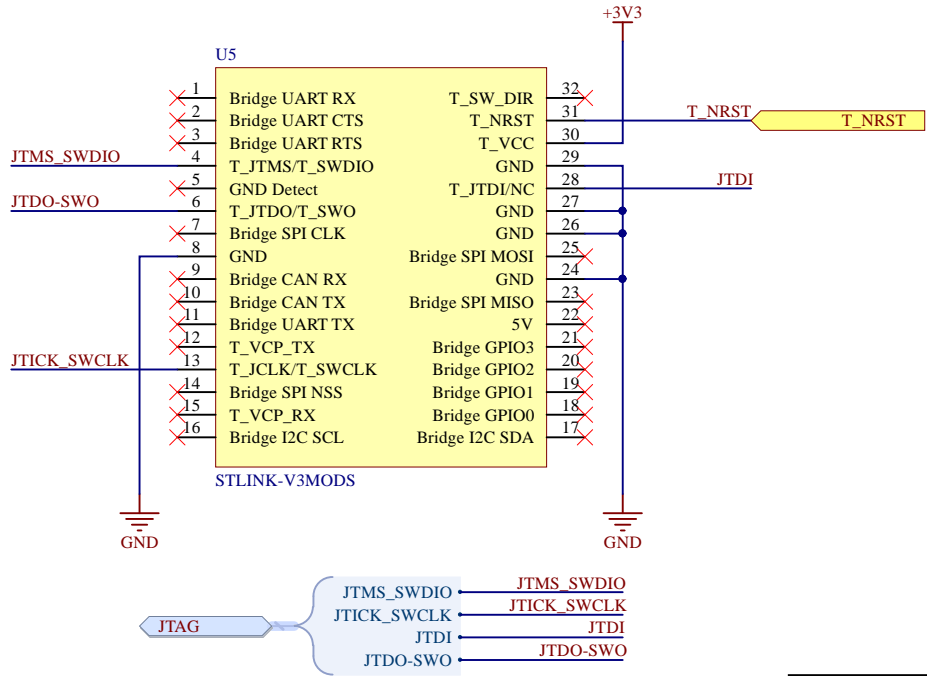 +3V3
U5
1 Bridge UART RX T_SW_DIR 32
2 Bridge UART CTS T_NRST 31 T_NRST T_NRST
3 Bridge UART RTS T_VCC 30
JTMS_SWDIO 4 T_JTMS/T_SWDIO GND 29
5 GND Detect T_JTDI/NC 28 JTDI
JTDO-SWO 6 T_JTDO/T_SWO GND 27
7 Bridge SPI CLK GND 26
8 GND Bridge SPI MOSI 25
9 Bridge CAN RX GND 24
10 Bridge CAN TX Bridge SPI MISO 23
11 Bridge UART TX 5V 22
12 T_VCP_TX Bridge GPIO3 21
JTICK_SWCLK 13 T_JCLK/T_SWCLK Bridge GPIO2 20
14 Bridge SPI NSS Bridge GPIO1 19
15 T_VCP_RX Bridge GPIO0 18
16 Bridge I2C SCL Bridge I2C SDA 17
STLINK-V3MODS
GND GND
JTMS_SWDIO JTMS_SWDIO
JTICK_SWCLK JTICK_SWCLK
JTAG
JTDI JTDI
JTDO-SWO JTDO-SWO